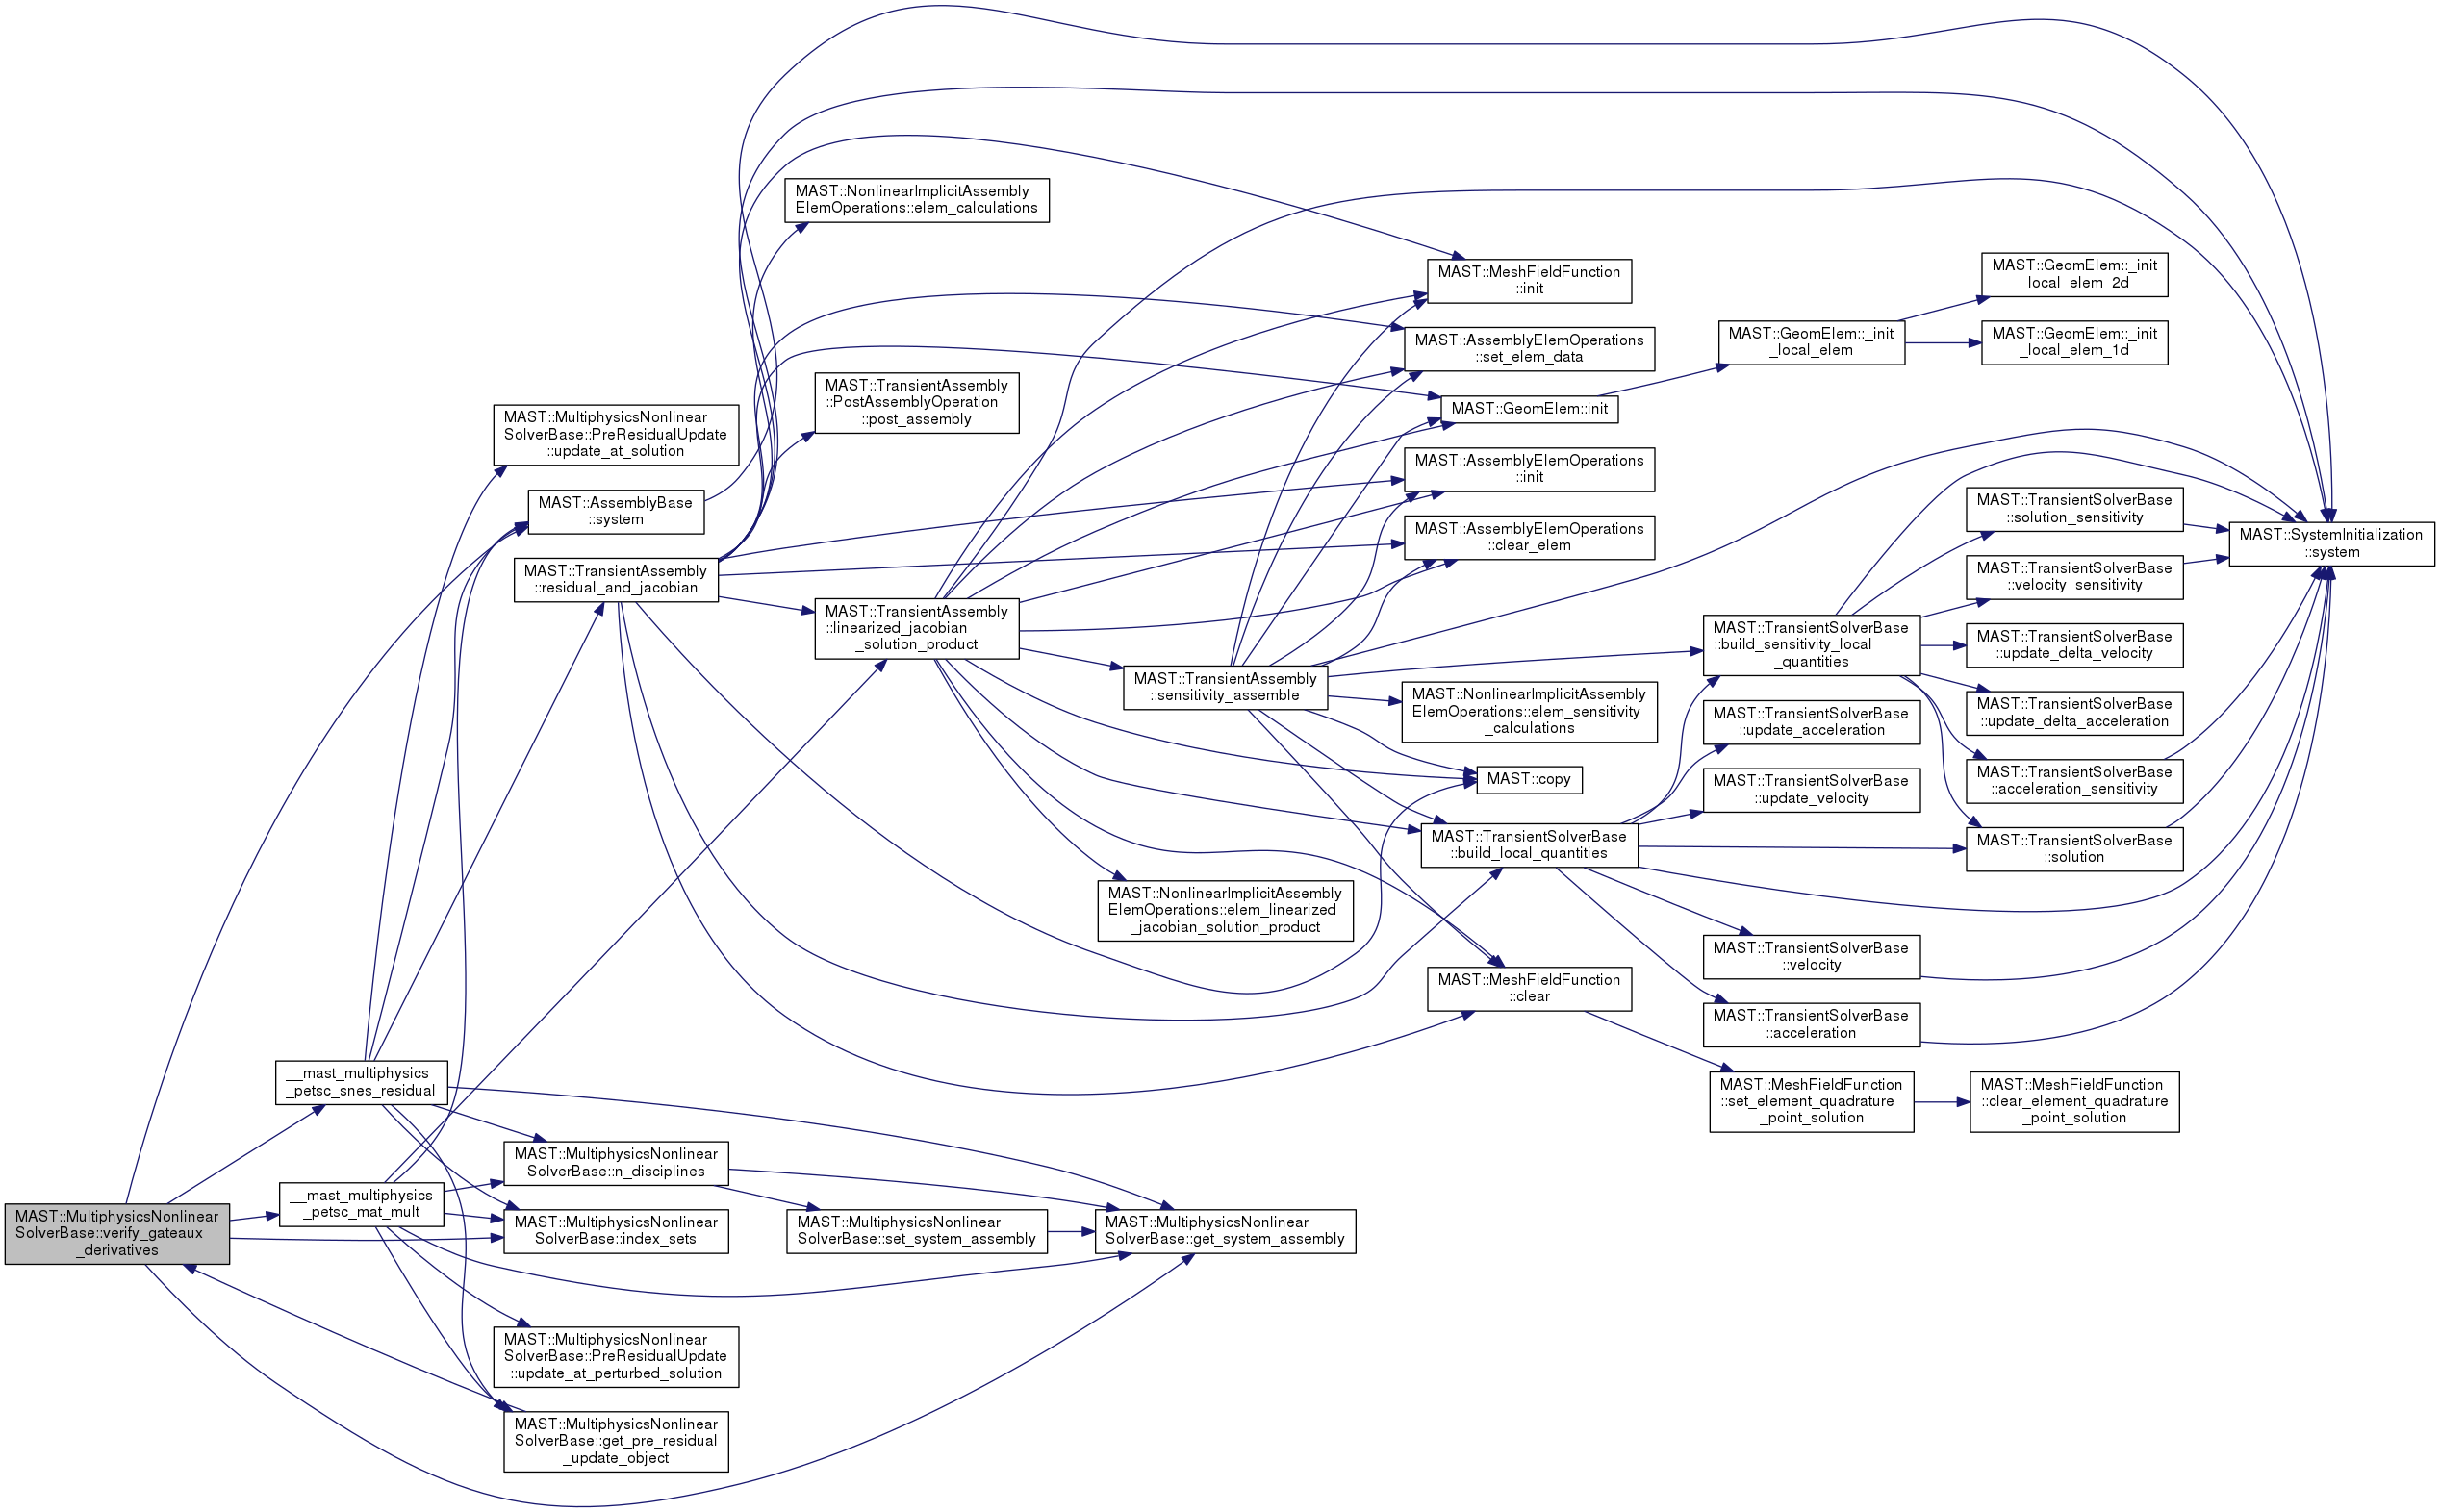 MAST::MultiphysicsNonlinear
SolverBase::verify_gateaux
_derivatives
__mast_multiphysics
_petsc_snes_residual
__mast_multiphysics
_petsc_mat_mult
MAST::MultiphysicsNonlinear
SolverBase::PreResidualUpdate
::update_at_solution
MAST::AssemblyBase
::system
MAST::TransientAssembly
::residual_and_jacobian
MAST::MultiphysicsNonlinear
SolverBase::n_disciplines
MAST::MultiphysicsNonlinear
SolverBase::index_sets
MAST::MultiphysicsNonlinear
SolverBase::PreResidualUpdate
::update_at_perturbed_solution
MAST::MultiphysicsNonlinear
SolverBase::get_pre_residual
_update_object
MAST::NonlinearImplicitAssembly
ElemOperations::elem_calculations
MAST::TransientAssembly
::PostAssemblyOperation
::post_assembly
MAST::TransientAssembly
::linearized_jacobian
_solution_product
MAST::MultiphysicsNonlinear
SolverBase::set_system_assembly
MAST::TransientAssembly
::sensitivity_assemble
MAST::NonlinearImplicitAssembly
ElemOperations::elem_linearized
_jacobian_solution_product
MAST::MultiphysicsNonlinear
SolverBase::get_system_assembly
MAST::MeshFieldFunction
::init
MAST::AssemblyElemOperations
::set_elem_data
MAST::GeomElem::init
MAST::AssemblyElemOperations
::init
MAST::AssemblyElemOperations
::clear_elem
MAST::NonlinearImplicitAssembly
ElemOperations::elem_sensitivity
_calculations
MAST::copy
MAST::TransientSolverBase
::build_local_quantities
MAST::MeshFieldFunction
::clear
MAST::GeomElem::_init
_local_elem
MAST::TransientSolverBase
::build_sensitivity_local
_quantities
MAST::TransientSolverBase
::update_acceleration
MAST::TransientSolverBase
::update_velocity
MAST::TransientSolverBase
::velocity
MAST::TransientSolverBase
::acceleration
MAST::MeshFieldFunction
::set_element_quadrature
_point_solution
MAST::GeomElem::_init
_local_elem_2d
MAST::GeomElem::_init
_local_elem_1d
MAST::TransientSolverBase
::solution_sensitivity
MAST::TransientSolverBase
::velocity_sensitivity
MAST::TransientSolverBase
::update_delta_velocity
MAST::TransientSolverBase
::update_delta_acceleration
MAST::TransientSolverBase
::acceleration_sensitivity
MAST::TransientSolverBase
::solution
MAST::MeshFieldFunction
::clear_element_quadrature
_point_solution
MAST::SystemInitialization
::system